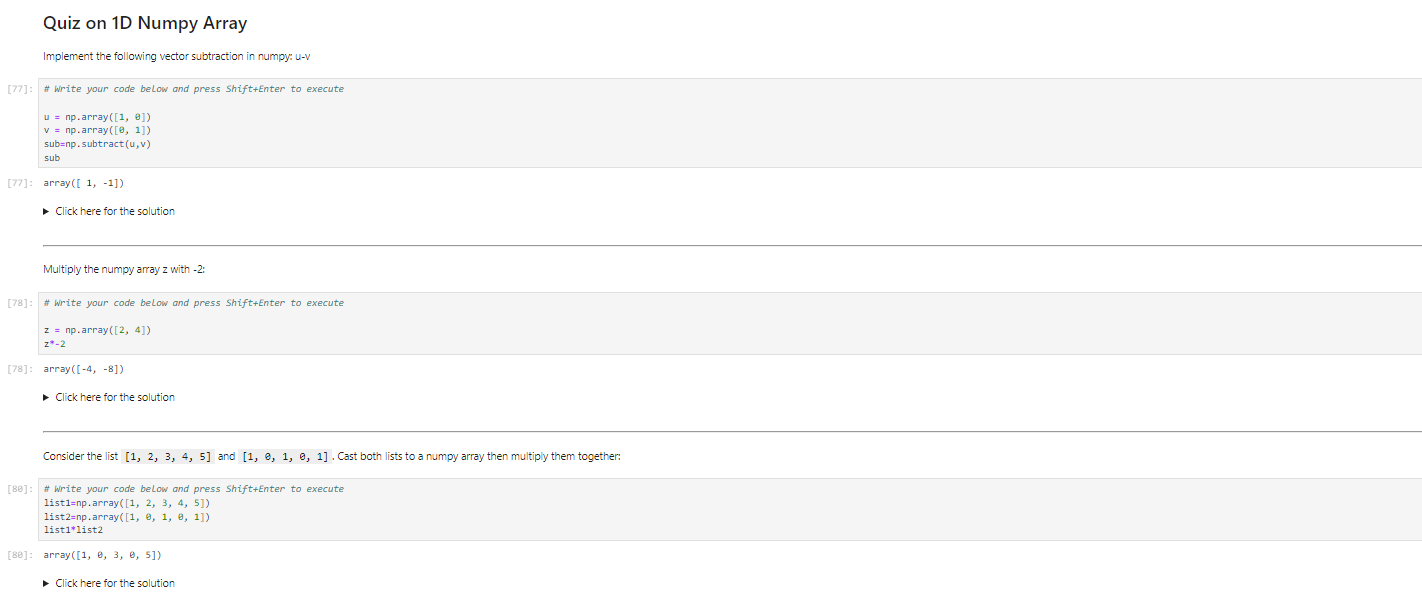 Quiz on 1D Numpy Array
Implement the following vector subtraction in numpy: u-v
[77]: # Write your code below and press Shift+Enter to execute
u = np.array([1, 0])
v = np.array([0, 1])
sub=np.subtract(u,v)
sub
[77]: array([ 1, -1])
▶ Click here for the solution
Multiply the numpy array z with -2:
[78]: # Write your code below and press Shift+Enter to execute
z = np.array([2, 4])
z*-2
[78]: array([-4, -8])
▶ Click here for the solution
Consider the list [1, 2, 3, 4, 5] and [1, 0, 1, 0, 1]. Cast both lists to a numpy array then multiply them together:
[80]: # Write your code below and press Shift+Enter to execute
list1=np.array([1, 2, 3, 4, 5])
list2=np.array([1, 0, 1, 0, 1])
list1*list2
[80]: array([1, 0, 3, 0, 5])
▶ Click here for the solution